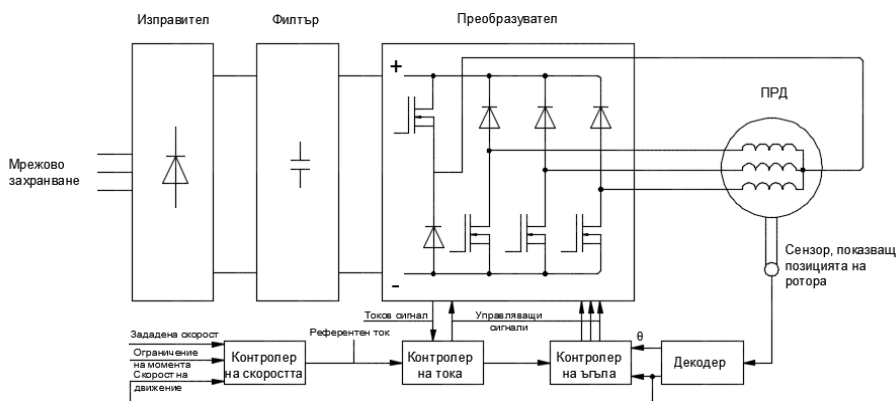 Изправител
Филтър
Преобразувател
ПРД
+
Мрежово
захранване
-
Сензор, показващ
позицията на
ротора
Токов сигнал
Управляващи
сигнали
Зададена скорост
Референтен ток
θ
Ограничение
на момента
Скорост на
движение
Контролер
на скоростта
Контролер
на тока
Контролер
на ъгъла
Декодер